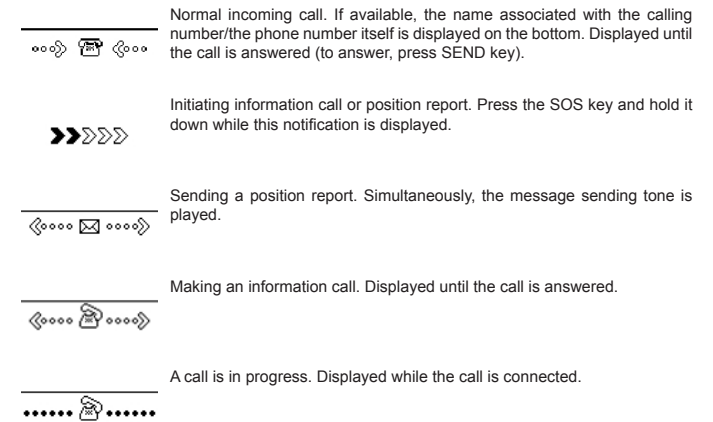 Normal incoming call. If available, the name associated with the calling
number/the phone number itself is displayed on the bottom. Displayed until
the call is answered (to answer, press SEND key).
Initiating information call or position report. Press the SOS key and hold it
down while this notification is displayed.
Sending a position report. Simultaneously, the message sending tone is
played.
Making an information call. Displayed until the call is answered.
A call is in progress. Displayed while the call is connected.